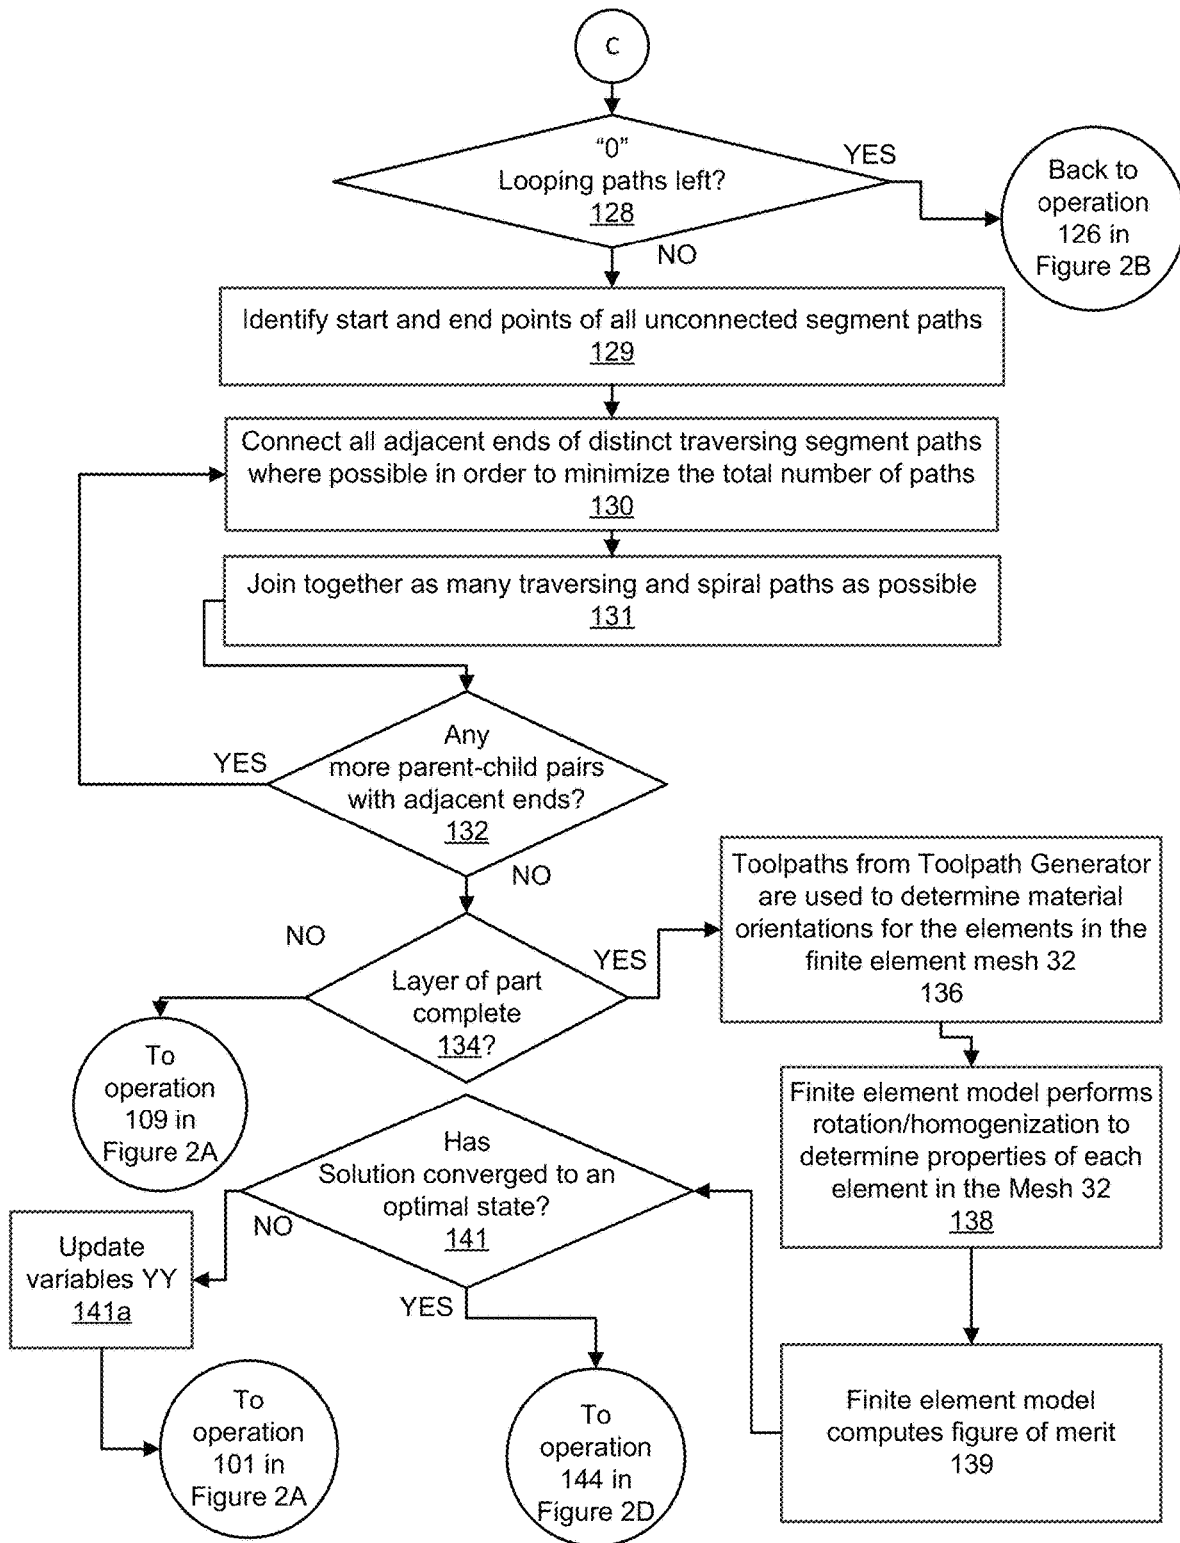 C
“0”
Looping paths left?
128
YES
NO
Back to
operation
126 in
Figure 2B
Identify start and end points of all unconnected segment paths
129
Connect all adjacent ends of distinct traversing segment paths
where possible in order to minimize the total number of paths
130
Join together as many traversing and spiral paths as possible
131
Any
more parent-child pairs
with adjacent ends?
132
YES
NO
Layer of part
complete
134?
NO
YES
To
operation
109 in
Figure 2A
Toolpaths from Toolpath Generator
are used to determine material
orientations for the elements in the
finite element mesh 32
136
Finite element model performs
rotation/homogenization to
determine properties of each
element in the Mesh 32
138
Finite element model
computes figure of merit
139
Has
Solution converged to an
optimal state?
141
NO
YES
Update
variables YY
141a
To
operation
101 in
Figure 2A
To
operation
144 in
Figure 2D